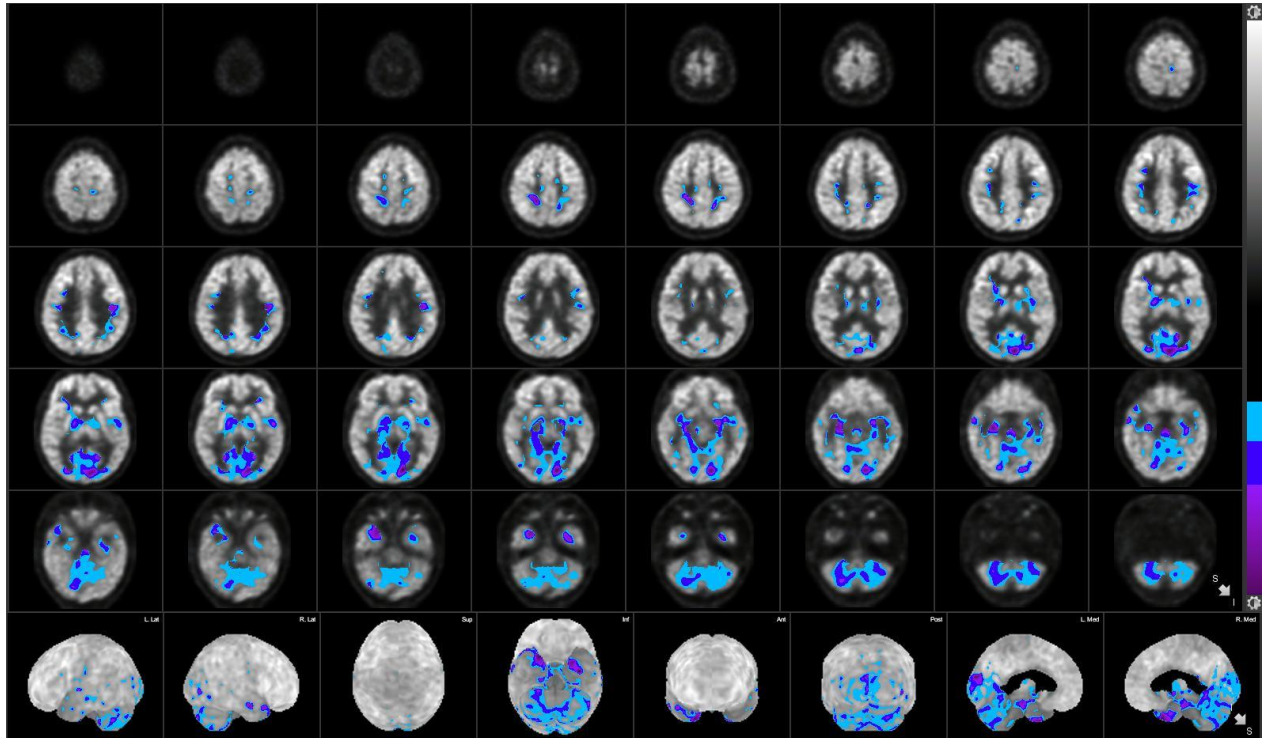 S
I
L. Lat
R. Lat
Sup
Inf
Ant
Post
L. Med
R. Med
S